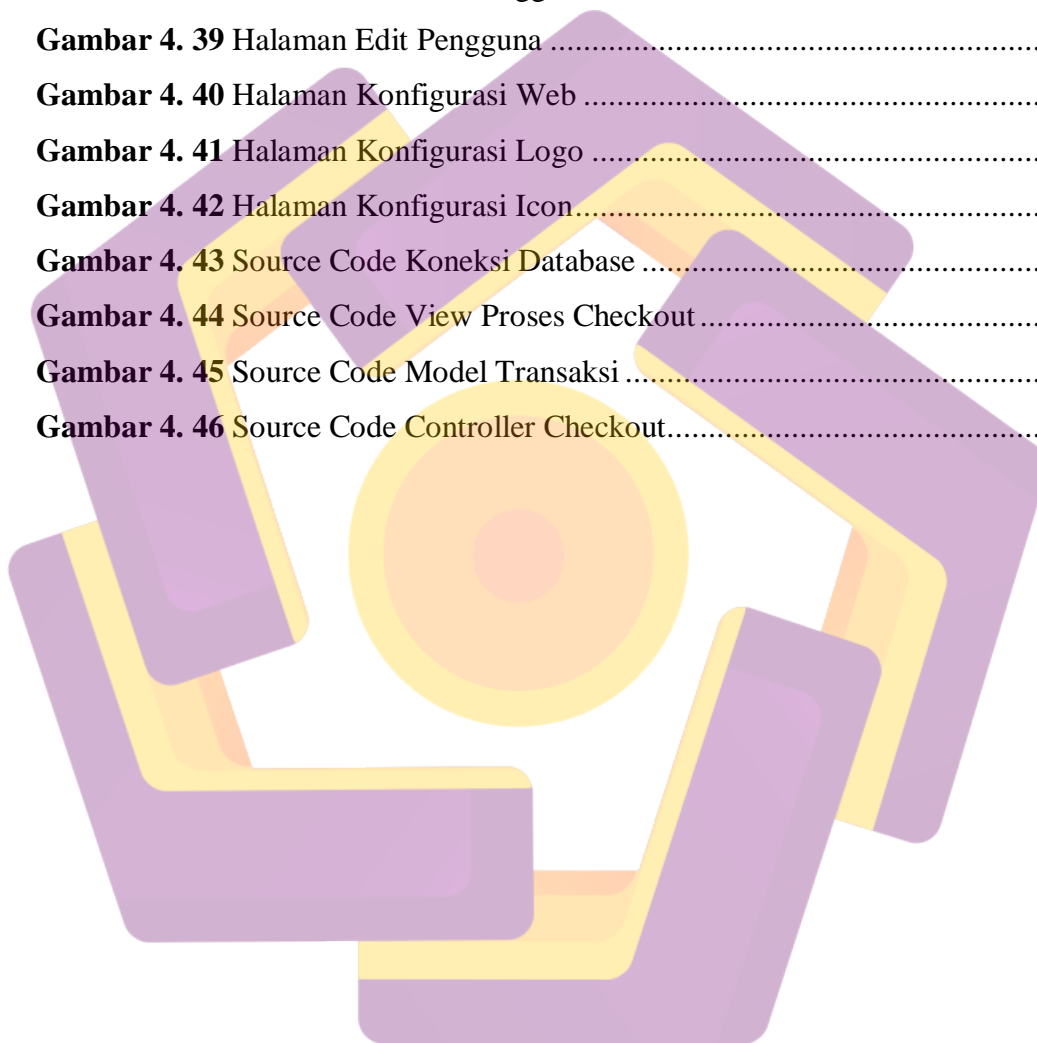 Gambar 4. 39 Halaman Edit Pengguna ........................................................
Gambar 4. 40 Halaman Konfigurasi Web ....................................................
Gambar 4. 41 Halaman Konfigurasi Logo ...................................................
Gambar 4. 42 Halaman Konfigurasi Icon.....................................................
Gambar 4. 43 Source Code Koneksi Database ............................................
Gambar 4. 44 Source Code View Proses Checkout .....................................
Gambar 4. 45 Source Code Model Transaksi ..............................................
Gambar 4. 46 Source Code Controller Checkout..........................................